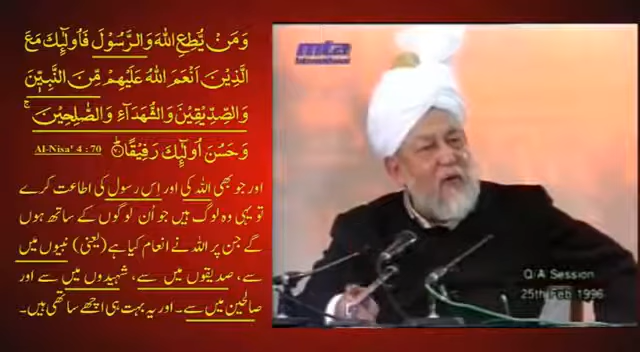 وَمَنْ يُّطِعِ اللّٰهَ وَالرَّسُوْلَ فَاُولٰٓئِكَ مَعَ
الَّذِيْنَ اَنْعَمَ اللّٰهُ عَلَيْهِمْ مِّنَ النَّبِيّٖنَ
وَالصِّدِّيْقِيْنَ وَالشُّهَدَآءِ وَالصّٰلِحِيْنَ ۚ
وَحَسُنَ اُولٰٓئِكَ رَفِيْقًا ؕ﴿۷۰﴾ Al-Nisa' 4 : 70
اور جو بھی اللہ کی اور اِس رسول کی اطاعت کرے
تو یہی وہ لوگ ہیں جو اُن لوگوں کے ساتھ ہوں
گے جن پر اللہ نے انعام کیا ہے (یعنی) نبیوں میں
سے، صدیقوں میں سے، شہیدوں میں سے اور
صالحین میں سے۔ اور یہ بہت ہی اچھے ساتھی ہیں۔
mta
International
Q/A Session
25th Feb 1996